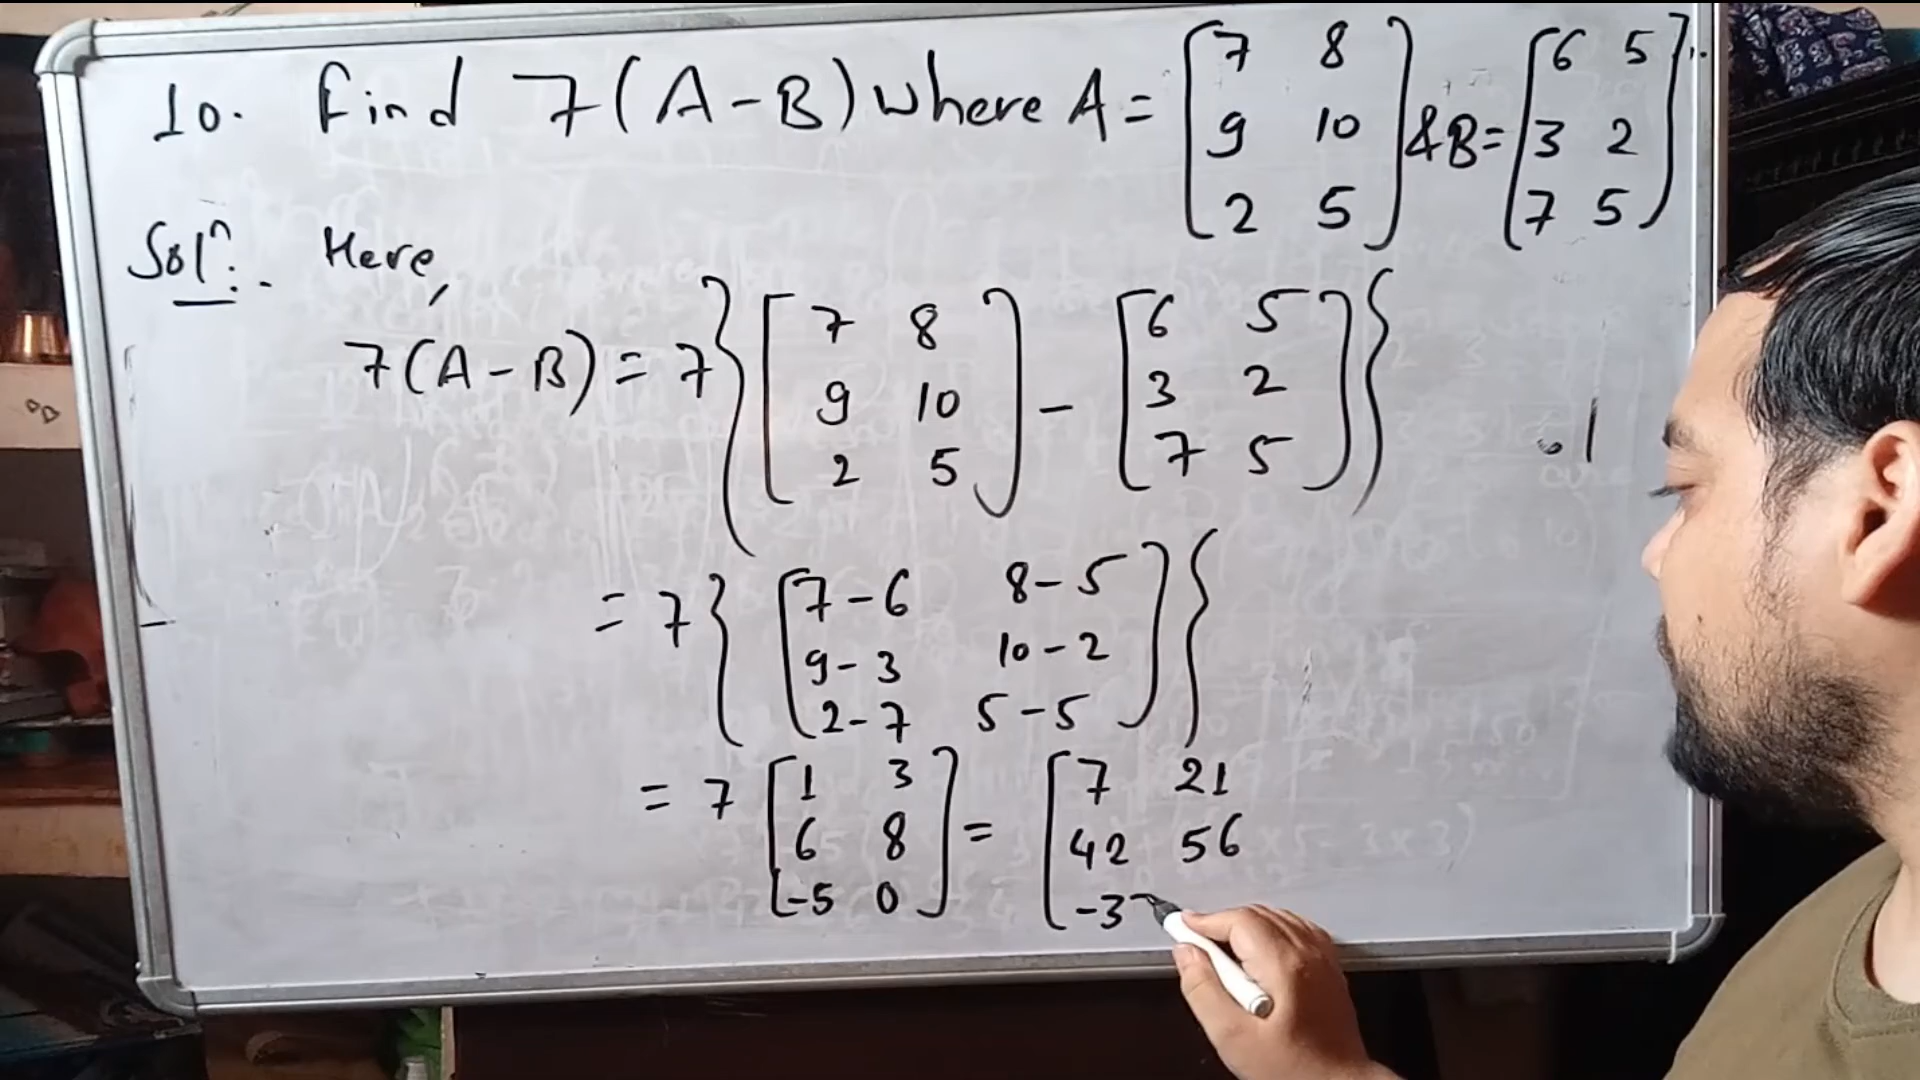 10. Find 7(A-B) where A = [7 8 9 10 2 5] & B = [6 5 3 2 7 5]
Solⁿ:. Here,
7(A-B) = 7{[7 8 9 10 2 5] - [6 5 3 2 7 5]}
= 7{[7-6 8-5 9-3 10-2 2-7 5-5]}
= 7[1 3 6 8 -5 0] = [7 21 42 56 -3